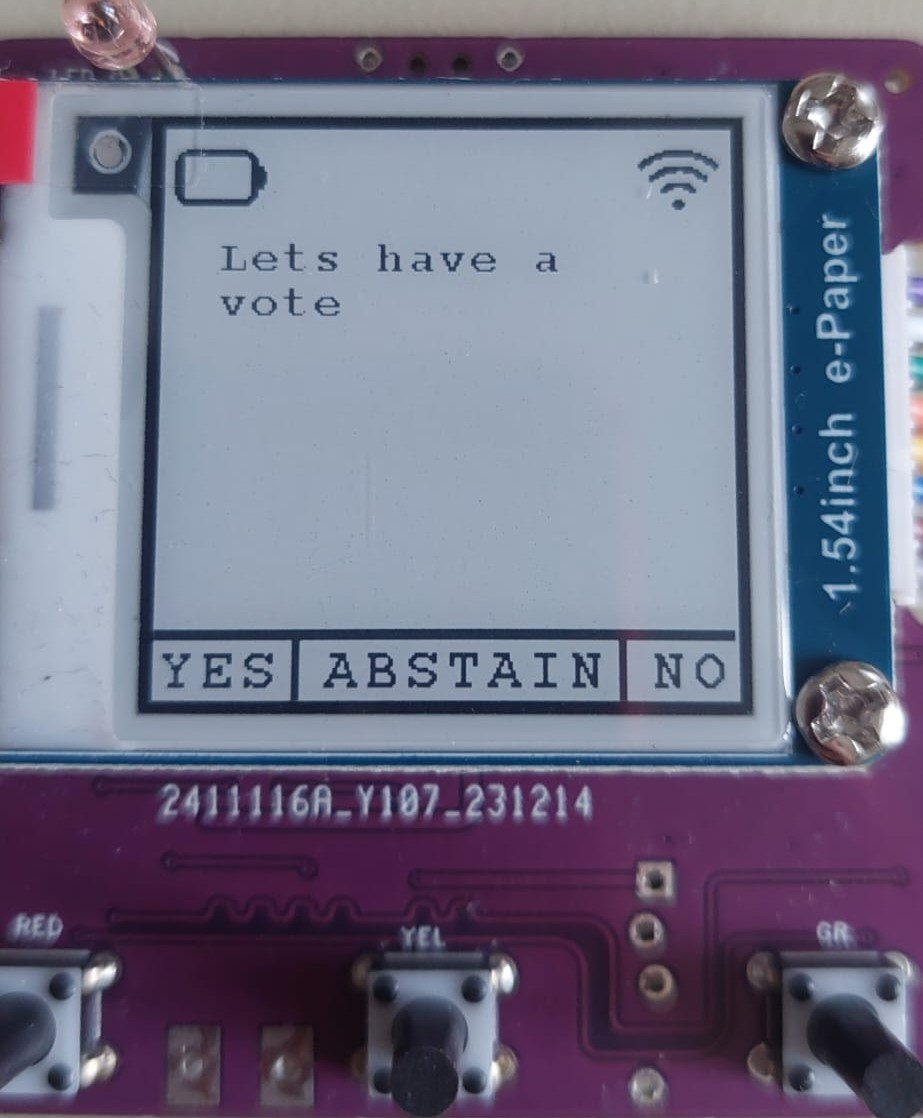 Lets have a
vote
YES ABSTAIN NO
1.54inch e-Paper
2411116A_Y107_231214
RED YEL GR